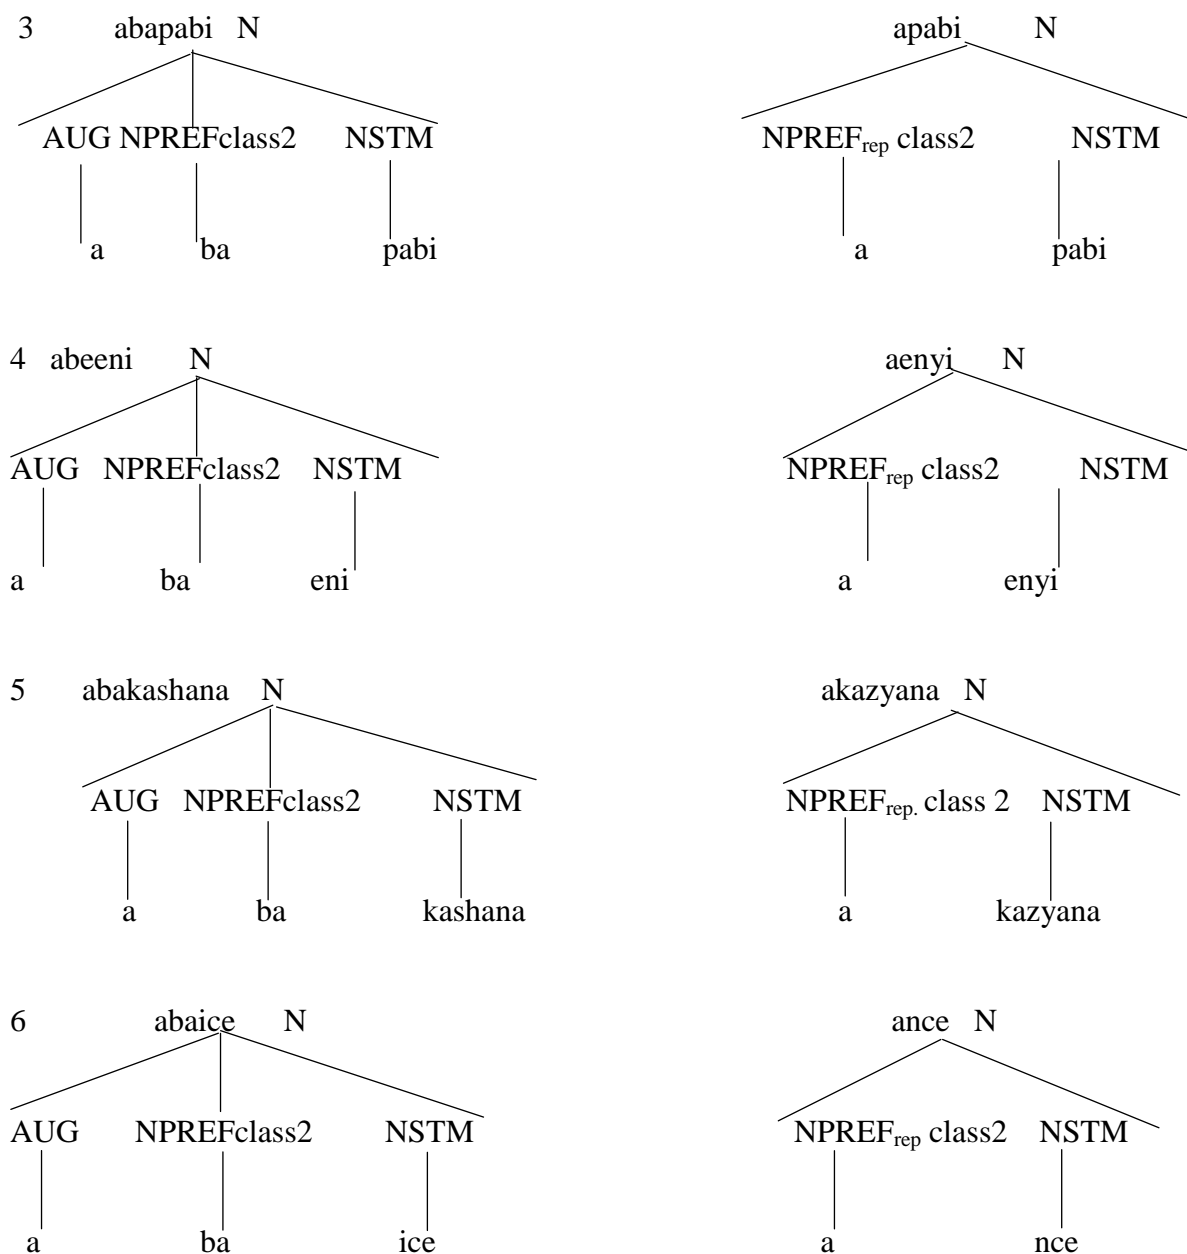 3 abapabi N apabi N
AUG NPREFclass2 NSTM NPREFrep class2 NSTM
a ba pabi a pabi
4 abeeni N aenyi N
AUG NPREFclass2 NSTM NPREFrep class2 NSTM
a ba eni a enyi
5 abakashana N akazyana N
AUG NPREFclass2 NSTM NPREFrep. class 2 NSTM
a ba kashana a kazyana
6 abaice N ance N
AUG NPREFclass2 NSTM NPREFrep class2 NSTM
a ba ice a nce